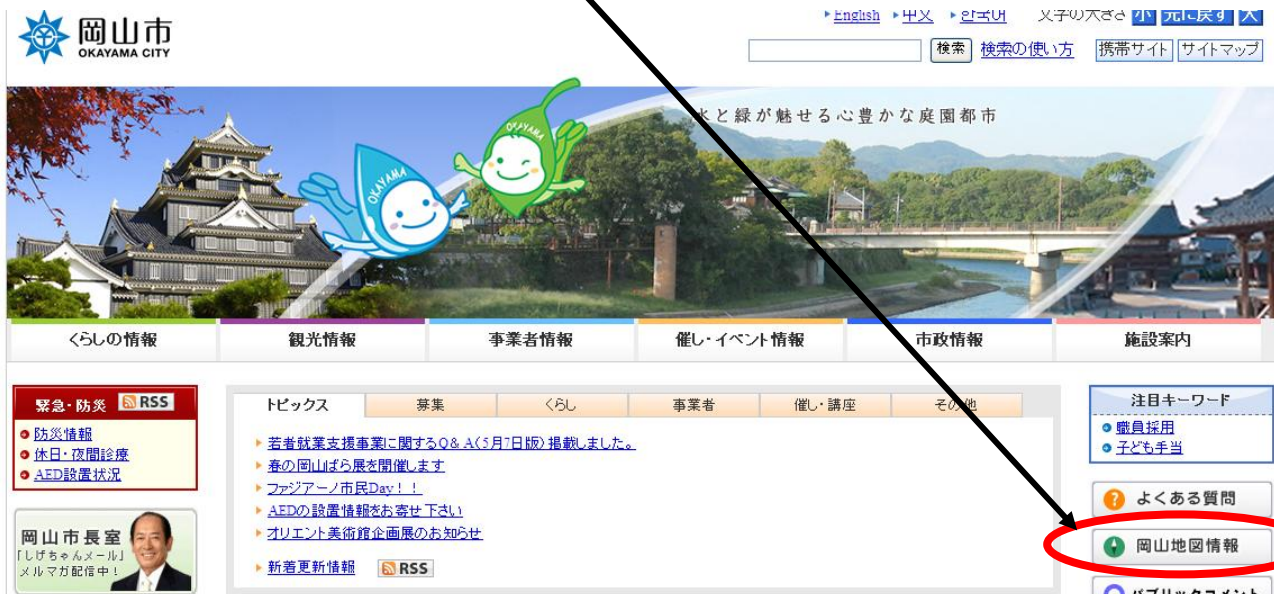 岡山市
OKAYAMA CITY
English 中文 한국어 文字の大きさ 小 元に戻す 大
検索 検索の使い方 携帯サイト サイトマップ
水と緑が魅せる心豊かな庭園都市
OKAYAMA
OKAYAMA
くらしの情報 観光情報 事業者情報 催し・イベント情報 市政情報 施設案内
緊急・防災 RSS
防災情報
休日・夜間診療
AED設置状況
岡山市長室
「しげちゃんメール」
メルマガ配信中!
トピックス 募集 くらし 事業者 催し・講座 その他
若者就業支援事業に関するQ&A(5月7日版)掲載しました。
春の岡山ばら展を開催します
ファジアーノ市民Day!!
AEDの設置情報をお寄せ下さい
オリエント美術館企画展のお知らせ
新着更新情報 RSS
注目キーワード
職員採用
子ども手当
よくある質問
岡山地図情報
パブリックコメント